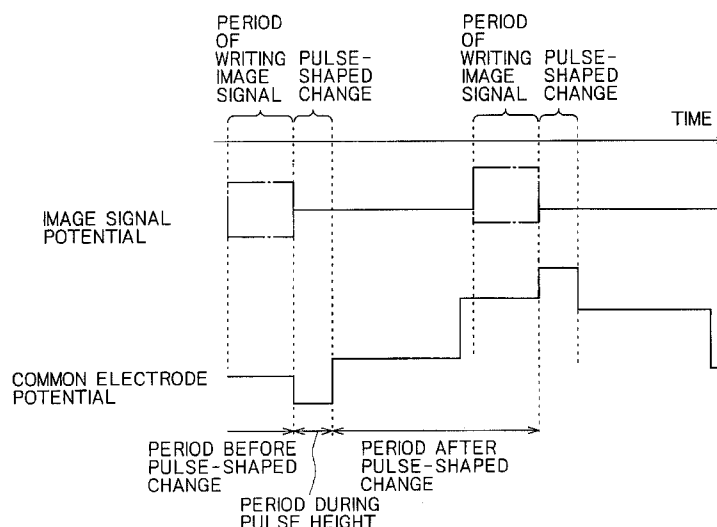 PERIOD
OF
WRITING
IMAGE
SIGNAL
PULSE-
SHAPED
CHANGE
PERIOD
OF
WRITING
IMAGE
SIGNAL
PULSE-
SHAPED
CHANGE
TIME
IMAGE SIGNAL
POTENTIAL
COMMON ELECTRODE
POTENTIAL
PERIOD BEFORE
PULSE-SHAPED
CHANGE
PERIOD AFTER
PULSE-SHAPED
CHANGE
PERIOD DURING
PULSE HEIGHT